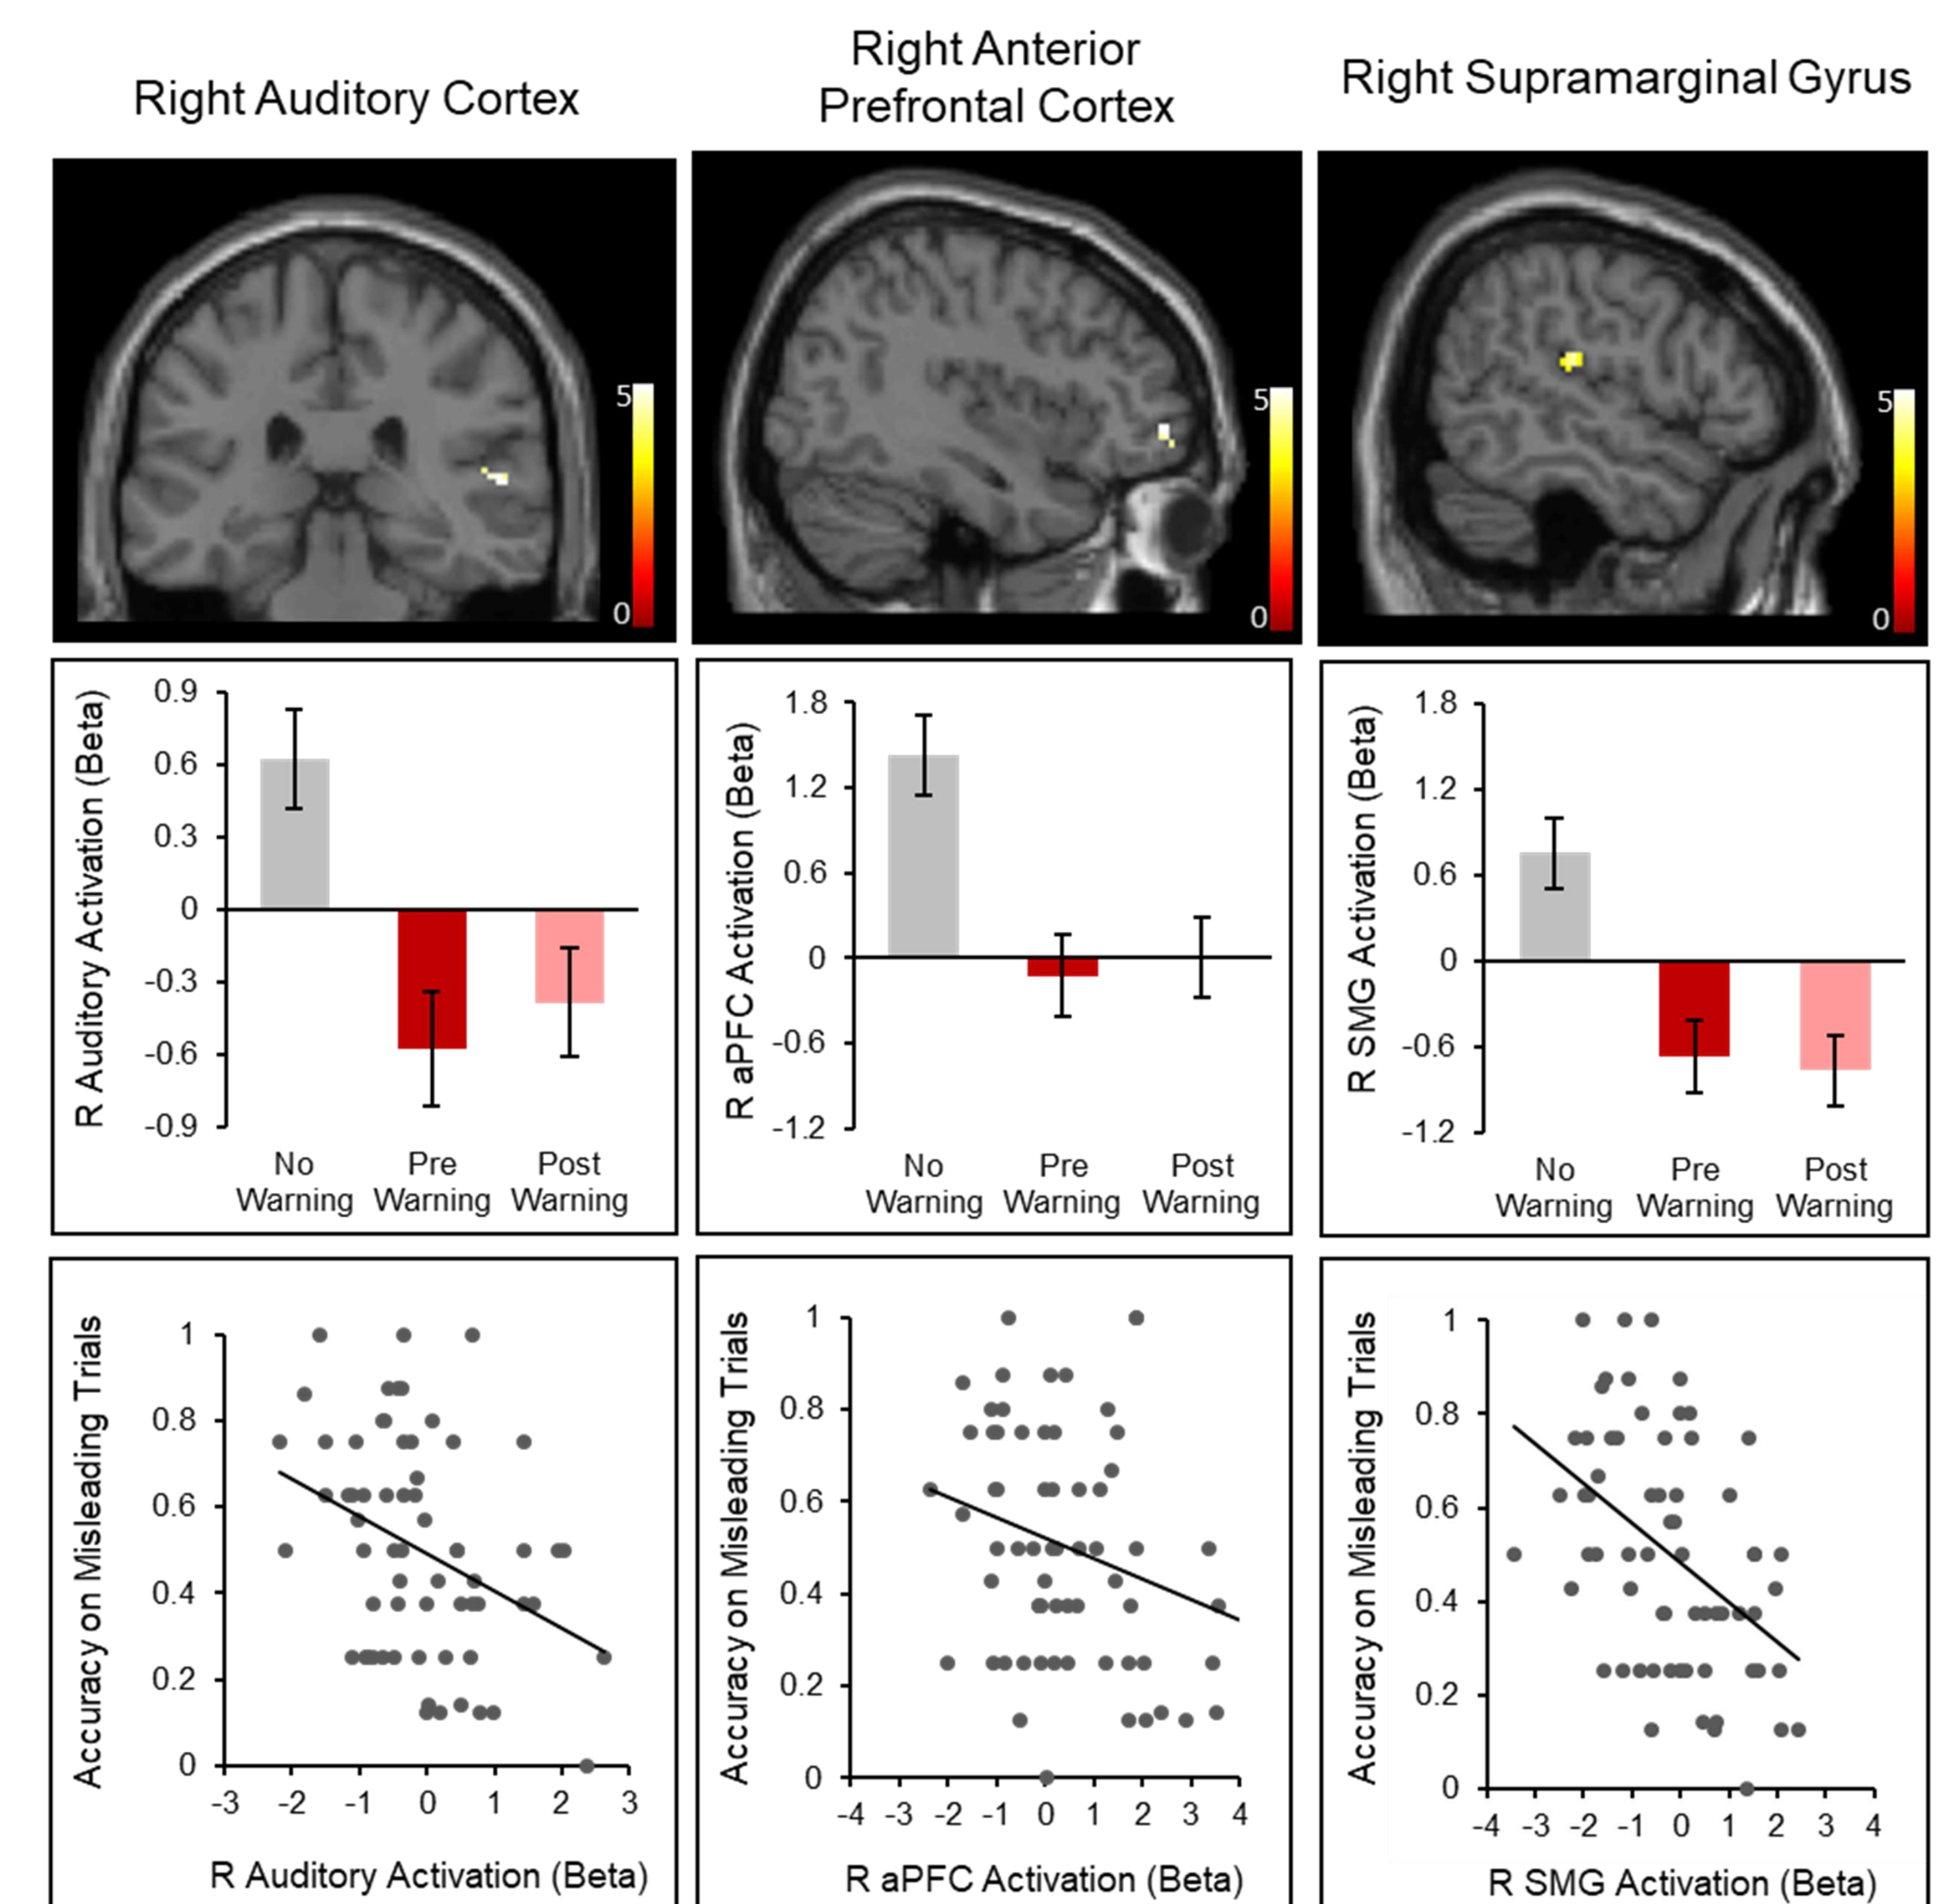 Right Auditory Cortex
Right Anterior
Prefrontal Cortex
Right Supramarginal Gyrus
5
0
5
0
5
0
R Auditory Activation (Beta)
0.9
0.6
0.3
0
-0.3
-0.6
-0.9
No
Warning
Pre
Warning
Post
Warning
R aPFC Activation (Beta)
1.8
1.2
0.6
0
-0.6
-1.2
No
Warning
Pre
Warning
Post
Warning
R SMG Activation (Beta)
1.8
1.2
0.6
0
-0.6
-1.2
No
Warning
Pre
Warning
Post
Warning
Accuracy on Misleading Trials
1
0.8
0.6
0.4
0.2
0
-3 -2 -1 0 1 2 3
R Auditory Activation (Beta)
Accuracy on Misleading Trials
1
0.8
0.6
0.4
0.2
0
-4 -3 -2 -1 0 1 2 3 4
R aPFC Activation (Beta)
Accuracy on Misleading Trials
1
0.8
0.6
0.4
0.2
0
-4 -3 -2 -1 0 1 2 3 4
R SMG Activation (Beta)